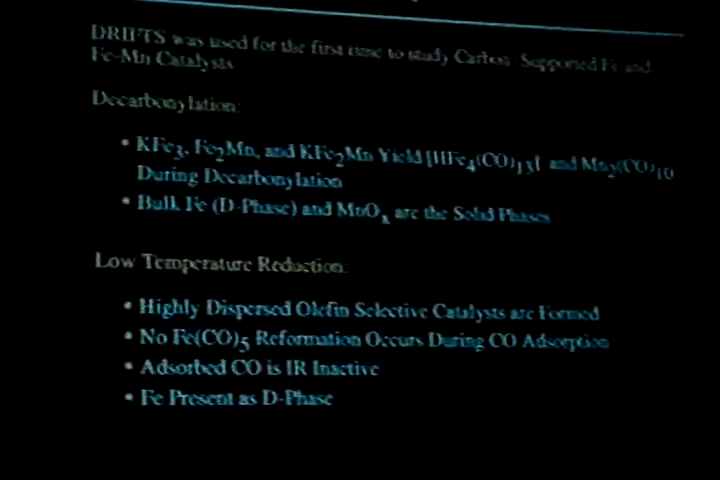 DRIFTS was used for the first time to study Carbon Supported Fe and
Fe-Mn Catalysts
Decarbonylation:
• KFe₃, Fe₂Mn, and KFe₂Mn Yield [HFe₄(CO)₁₃]⁻ and Mn₂(CO)₁₀
During Decarbonylation
• Bulk Fe (D-Phase) and MnOₓ are the Solid Phases
Low Temperature Reduction:
• Highly Dispersed Olefin Selective Catalysts are Formed
• No Fe(CO)₅ Reformation Occurs During CO Adsorption
• Adsorbed CO is IR Inactive
• Fe Present as D-Phase